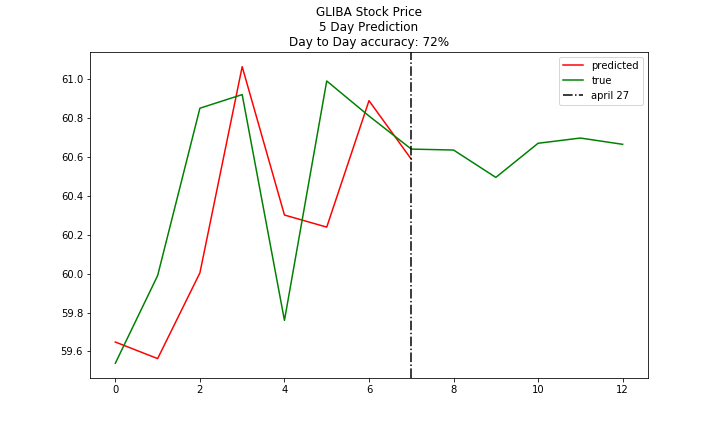 GLIBA Stock Price
5 Day Prediction
Day to Day accuracy: 72%
predicted
true
april 27
61.0
60.8
60.6
60.4
60.2
60.0
59.8
59.6
0 2 4 6 8 10 12